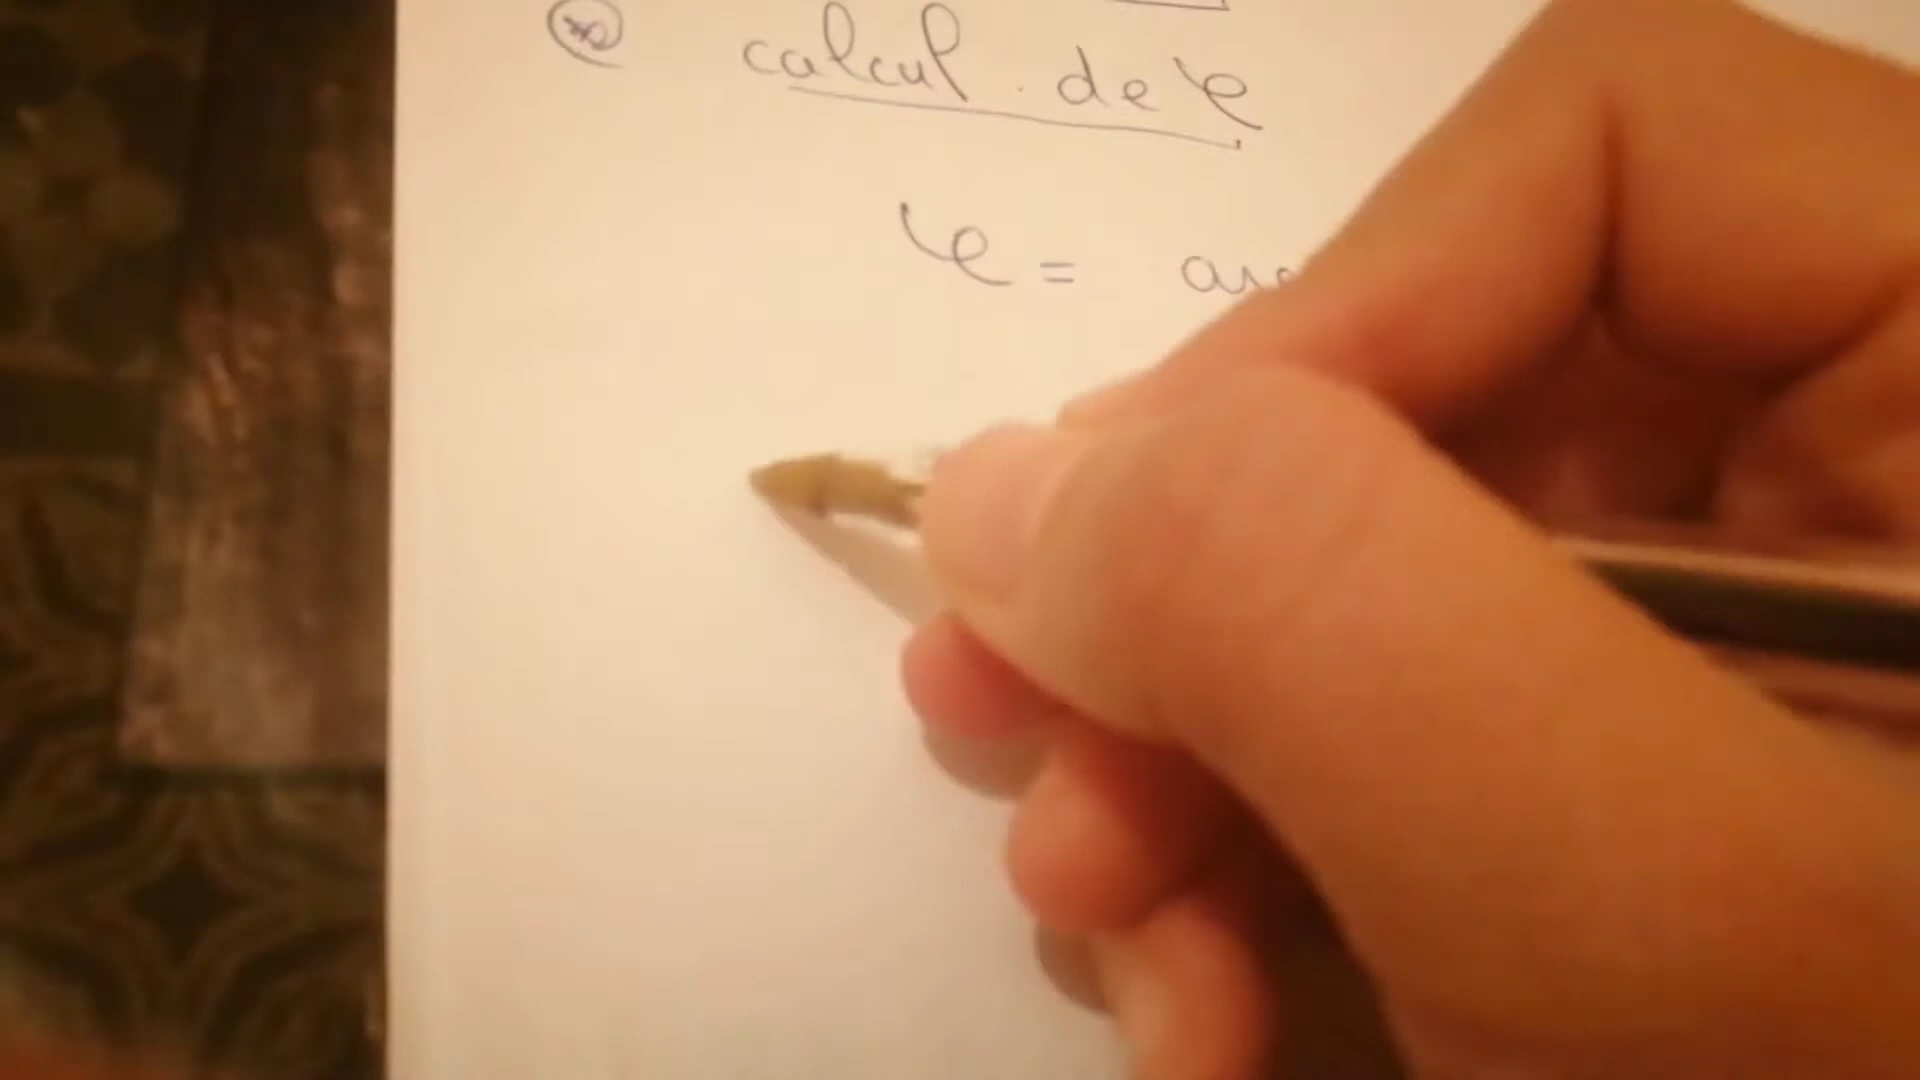 calcul de φ
φ =